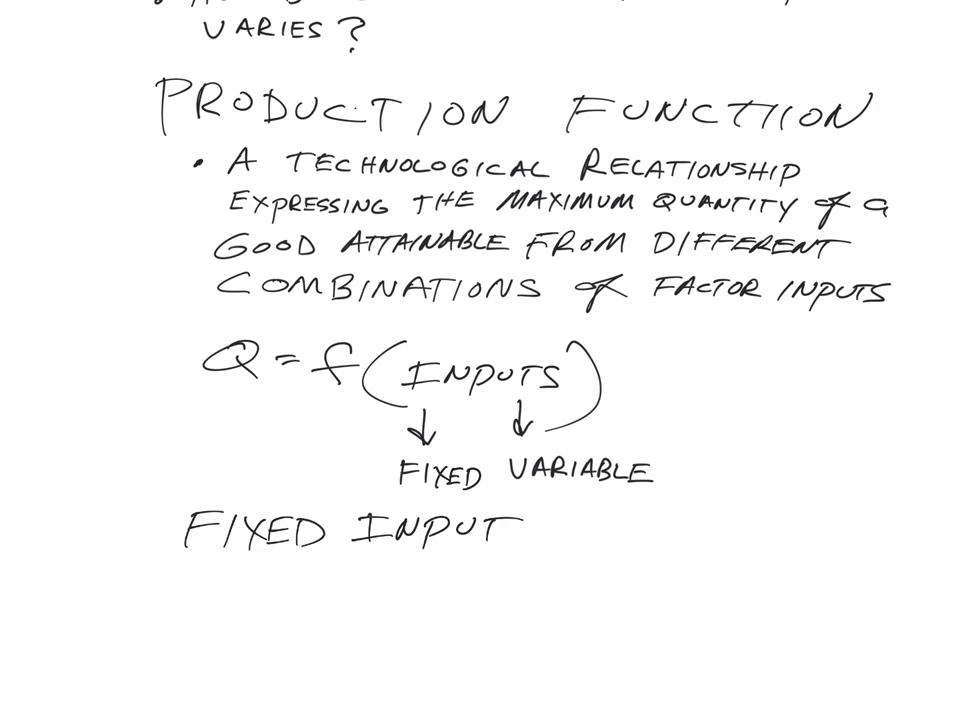 VARIES?
PRODUCTION FUNCTION
• A TECHNOLOGICAL RELATIONSHIP
EXPRESSING THE MAXIMUM QUANTITY of a
GOOD ATTAINABLE FROM DIFFERENT
COMBINATIONS of FACTOR INPUTS
Q = f(INPUTS)
↓ ↓
FIXED VARIABLE
FIXED INPUT